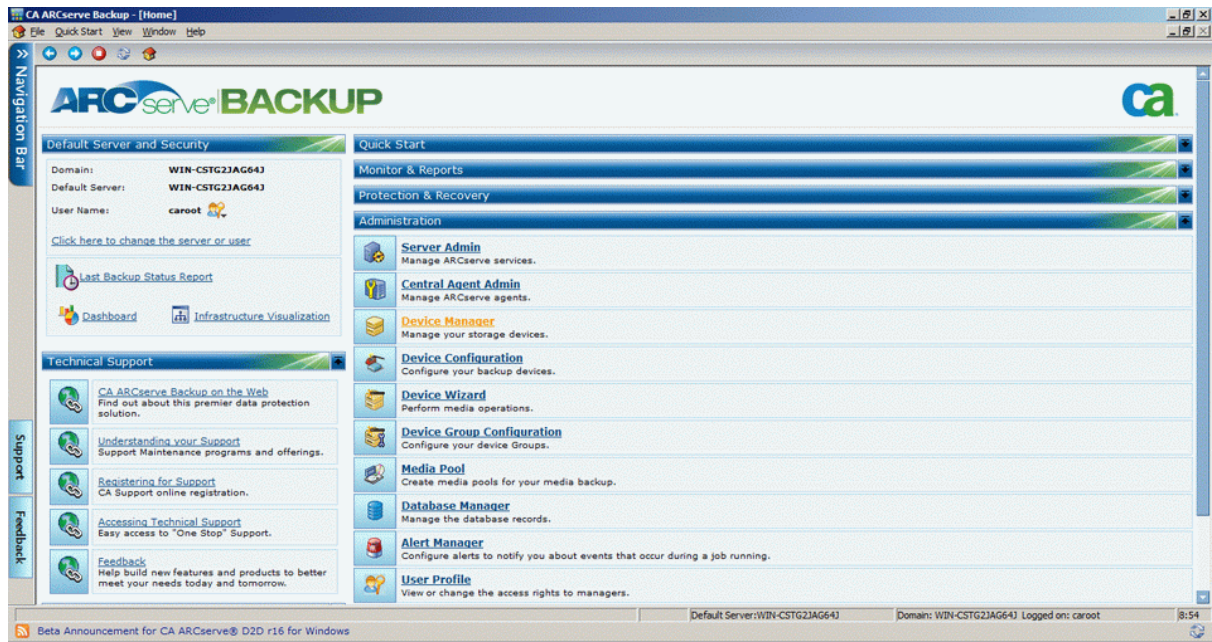 CA ARCserve Backup - [Home]
File Quick Start View Window Help
Navigation Bar
ARCserve® BACKUP
ca
Default Server and Security
Domain: WIN-CSTG2JAG64J
Default Server: WIN-CSTG2JAG64J
User Name: caroot
Click here to change the server or user
Last Backup Status Report
Dashboard Infrastructure Visualization
Technical Support
CA ARCserve Backup on the Web
Find out about this premier data protection
solution.
Understanding your Support
Support Maintenance programs and offerings.
Registering for Support
CA Support online registration.
Accessing Technical Support
Easy access to "One Stop" Support.
Feedback
Help build new features and products to better
meet your needs today and tomorrow.
Support
Feedback
Quick Start
Monitor & Reports
Protection & Recovery
Administration
Server Admin
Manage ARCserve services.
Central Agent Admin
Manage ARCserve agents.
Device Manager
Manage your storage devices.
Device Configuration
Configure your backup devices.
Device Wizard
Perform media operations.
Device Group Configuration
Configure your device Groups.
Media Pool
Create media pools for your media backup.
Database Manager
Manage the database records.
Alert Manager
Configure alerts to notify you about events that occur during a job running.
User Profile
View or change the access rights to managers.
Default Server:WIN-CSTG2JAG64J Domain: WIN-CSTG2JAG64J Logged on: caroot 8:54
Beta Announcement for CA ARCserve® D2D r16 for Windows